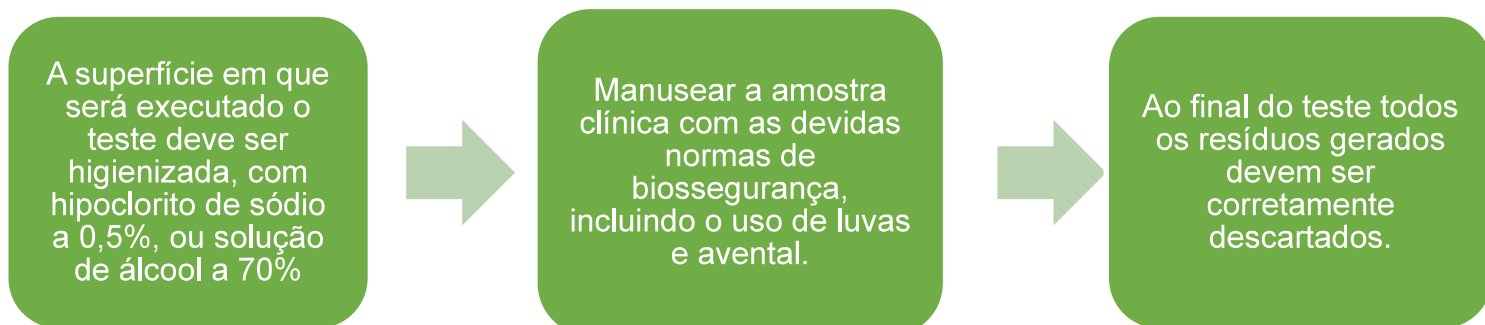 A superfície em que
será executado o
teste deve ser
higienizada, com
hipoclorito de sódio
a 0,5%, ou solução
de álcool a 70%
Manusear a amostra
clínica com as devidas
normas de
biossegurança,
incluindo o uso de luvas
e avental.
Ao final do teste todos
os resíduos gerados
devem ser
corretamente
descartados.